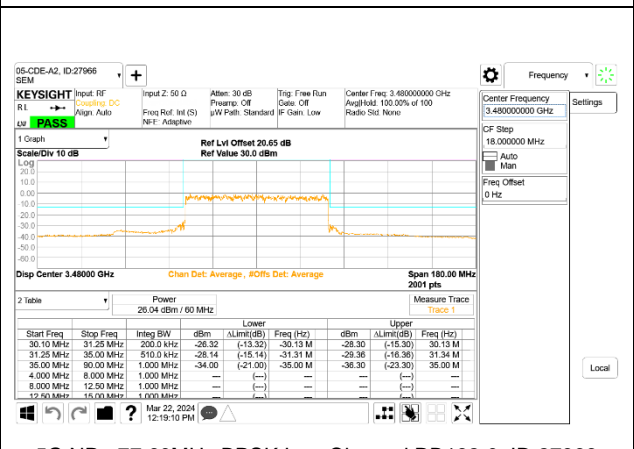 05-CDE-A2, ID:27966
SEM
Frequency
KEYSIGHT Input: RF Input Z: 50 Ω Atten: 30 dB Trig: Free Run Center Freq: 3.480000000 GHz
RL Coupling: DC Preamp: Off Gate: Off Avg|Hold: 100.00% of 100
Align: Auto Freq Ref: Int (S) µW Path: Standard IF Gain: Low Radio Std: None
NFE: Adaptive
PASS
Center Frequency
3.480000000 GHz
Settings
CF Step
18.000000 MHz
Auto
Man
Freq Offset
0 Hz
1 Graph
Ref Lvl Offset 20.65 dB
Scale/Div 10 dB Ref Value 30.0 dBm
Log
20.0
10.0
0.00
-10.0
-20.0
-30.0
-40.0
-50.0
-60.0
Disp Center 3.48000 GHz Chan Det: Average , #Offs Det: Average Span 180.00 MHz
2001 pts
2 Table Power Measure Trace
26.04 dBm / 60 MHz Trace 1
Lower Upper
Start Freq Stop Freq Integ BW dBm ΔLimit(dB) Freq (Hz) dBm ΔLimit(dB) Freq (Hz)
30.10 MHz 31.25 MHz 200.0 kHz -26.32 (-13.32) -30.13 M -28.30 (-15.30) 30.13 M
31.25 MHz 35.00 MHz 510.0 kHz -28.14 (-15.14) -31.31 M -29.36 (-16.36) 31.34 M
35.00 MHz 90.00 MHz 1.000 MHz -34.00 (-21.00) -35.00 M -36.30 (-23.30) 35.00 M
4.000 MHz 8.000 MHz 1.000 MHz --- (---) --- (---)
8.000 MHz 12.50 MHz 1.000 MHz --- (---) --- (---)
12.50 MHz 15.00 MHz 1.000 MHz --- (---) --- (---)
Local
Mar 22, 2024
12:19:10 PM